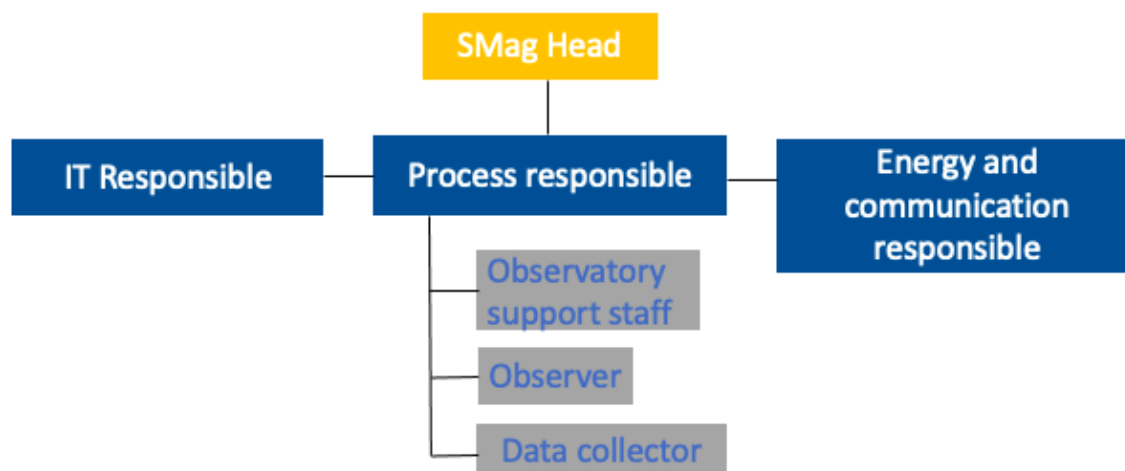 SMag Head
IT Responsible
Process responsible
Energy and
communication
responsible
Observatory
support staff
Observer
Data collector